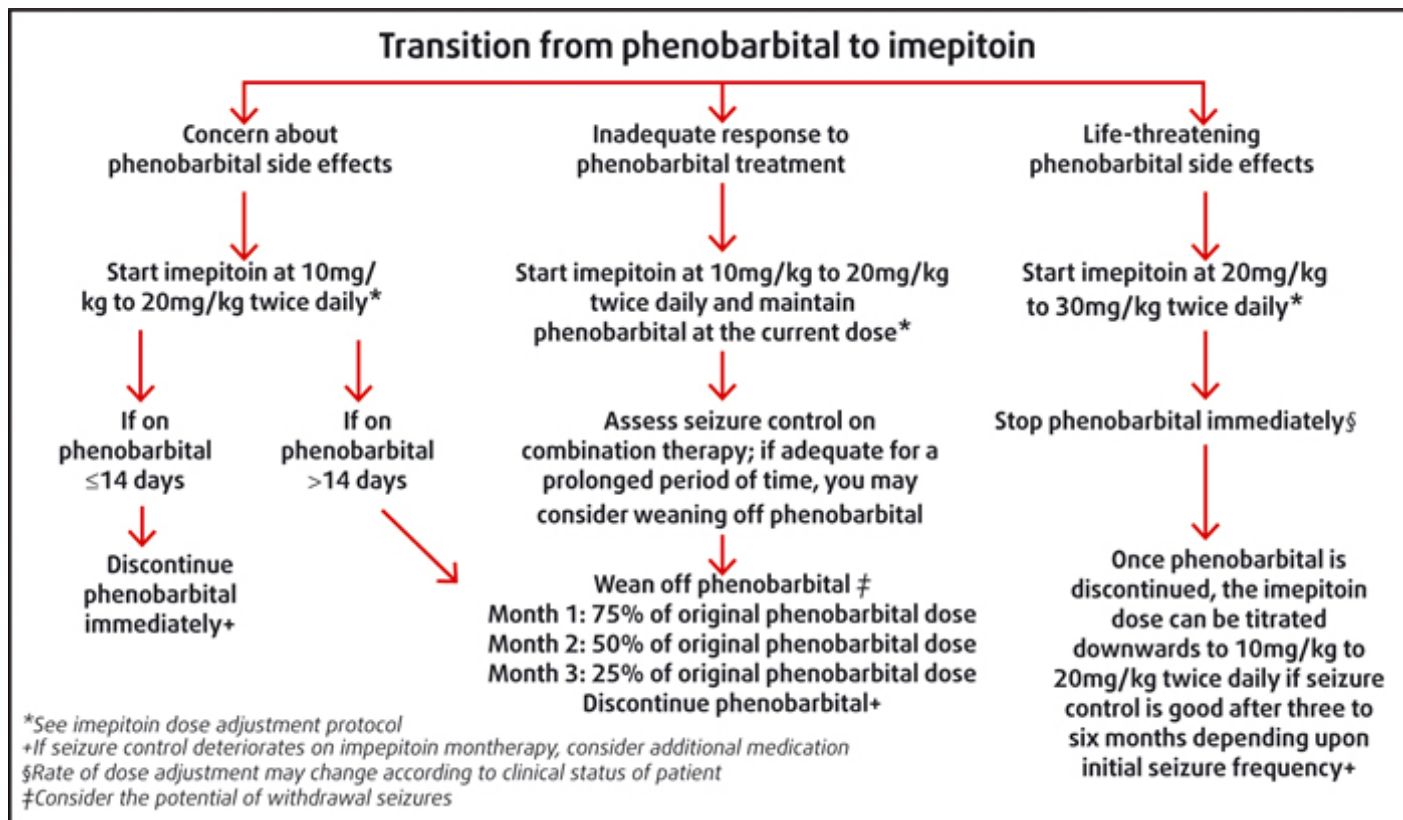 Transition from phenobarbital to imepitoin
Concern about
phenobarbital side effects
Start imepitoin at 10mg/
kg to 20mg/kg twice daily*
If on
phenobarbital
≤14 days
Discontinue
phenobarbital
immediately+
If on
phenobarbital
>14 days
Inadequate response to
phenobarbital treatment
Start imepitoin at 10mg/kg to 20mg/kg
twice daily and maintain
phenobarbital at the current dose*
Assess seizure control on
combination therapy; if adequate for a
prolonged period of time, you may
consider weaning off phenobarbital
Wean off phenobarbital ‡
Month 1: 75% of original phenobarbital dose
Month 2: 50% of original phenobarbital dose
Month 3: 25% of original phenobarbital dose
Discontinue phenobarbital+
Life-threatening
phenobarbital side effects
Start imepitoin at 20mg/kg
to 30mg/kg twice daily*
Stop phenobarbital immediately§
Once phenobarbital is
discontinued, the imepitoin
dose can be titrated
downwards to 10mg/kg to
20mg/kg twice daily if seizure
control is good after three to
six months depending upon
initial seizure frequency+
*See imepitoin dose adjustment protocol
+If seizure control deteriorates on impepitoin montherapy, consider additional medication
§Rate of dose adjustment may change according to clinical status of patient
‡Consider the potential of withdrawal seizures